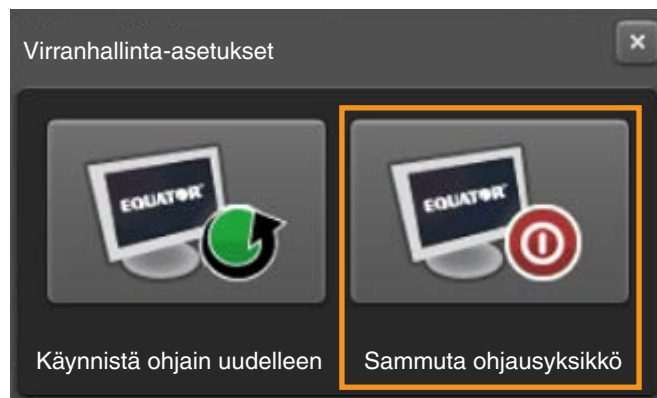 Virranhallinta-asetukset
EQUATOR
EQUATOR
Käynnistä ohjain uudelleen
Sammuta ohjausyksikkö